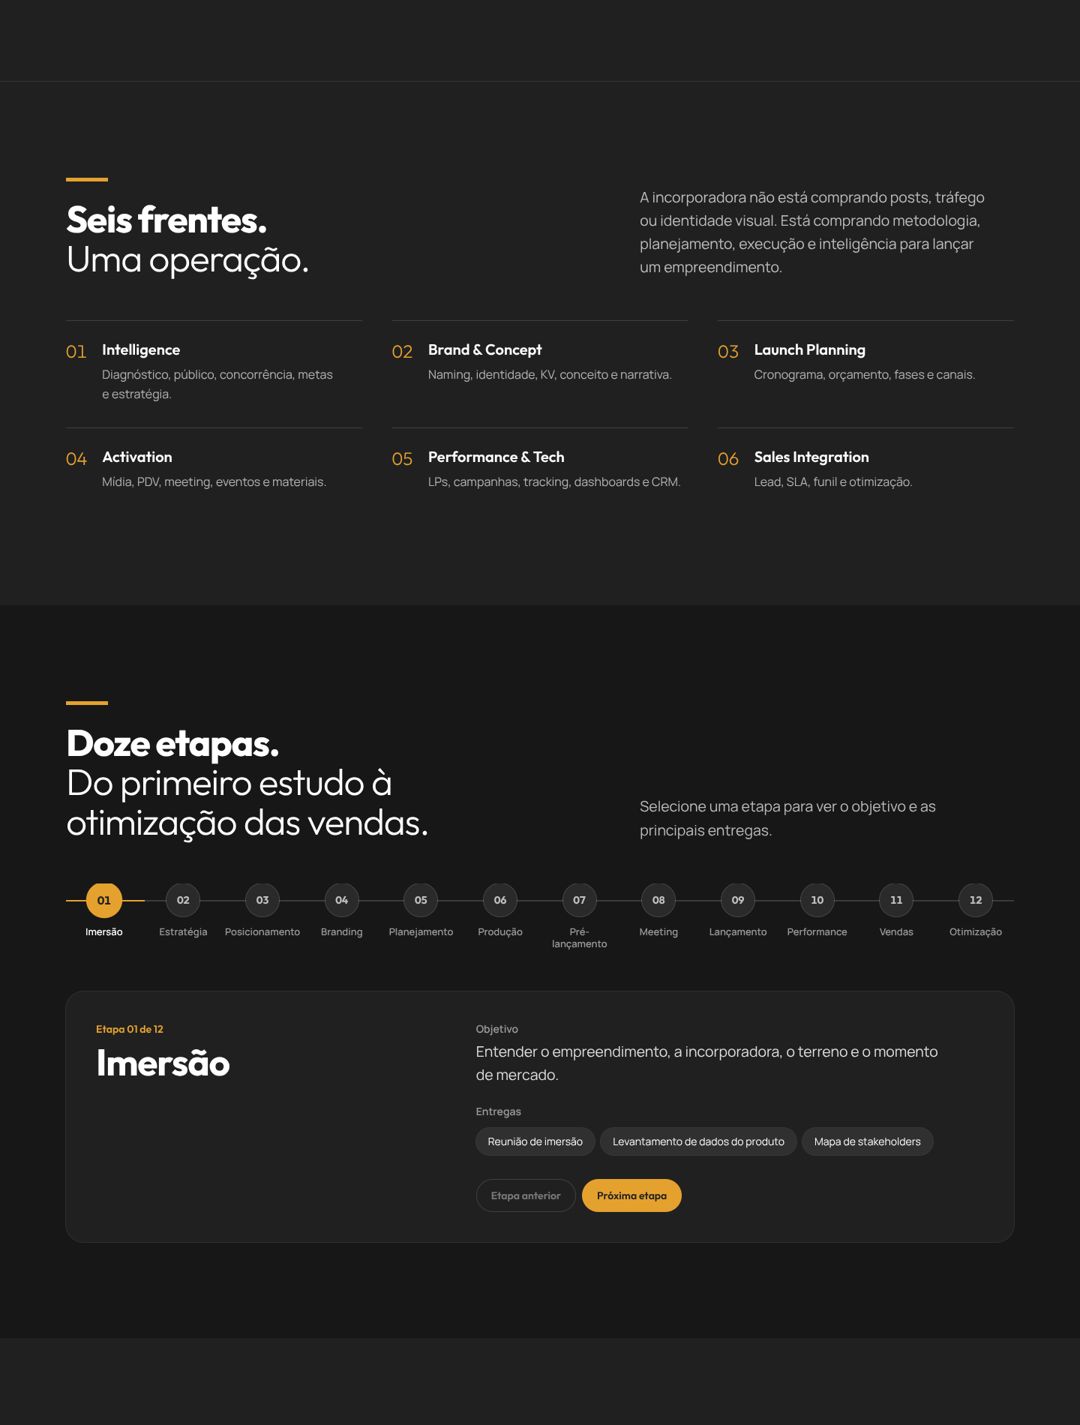 Seis frentes.
Uma operação.
A incorporadora não está comprando posts, tráfego
ou identidade visual. Está comprando metodologia,
planejamento, execução e inteligência para lançar
um empreendimento.
01
Intelligence
Diagnóstico, público, concorrência, metas
e estratégia.
02
Brand & Concept
Naming, identidade, KV, conceito e narrativa.
03
Launch Planning
Cronograma, orçamento, fases e canais.
04
Activation
Mídia, PDV, meeting, eventos e materiais.
05
Performance & Tech
LPs, campanhas, tracking, dashboards e CRM.
06
Sales Integration
Lead, SLA, funil e otimização.
Doze etapas.
Do primeiro estudo à
otimização das vendas.
Selecione uma etapa para ver o objetivo e as
principais entregas.
01
Imersão
02
Estratégia
03
Posicionamento
04
Branding
05
Planejamento
06
Produção
07
Pré-
lançamento
08
Meeting
09
Lançamento
10
Performance
11
Vendas
12
Otimização
Etapa 01 de 12
Imersão
Objetivo
Entender o empreendimento, a incorporadora, o terreno e o momento
de mercado.
Entregas
Reunião de imersão
Levantamento de dados do produto
Mapa de stakeholders
Etapa anterior
Próxima etapa